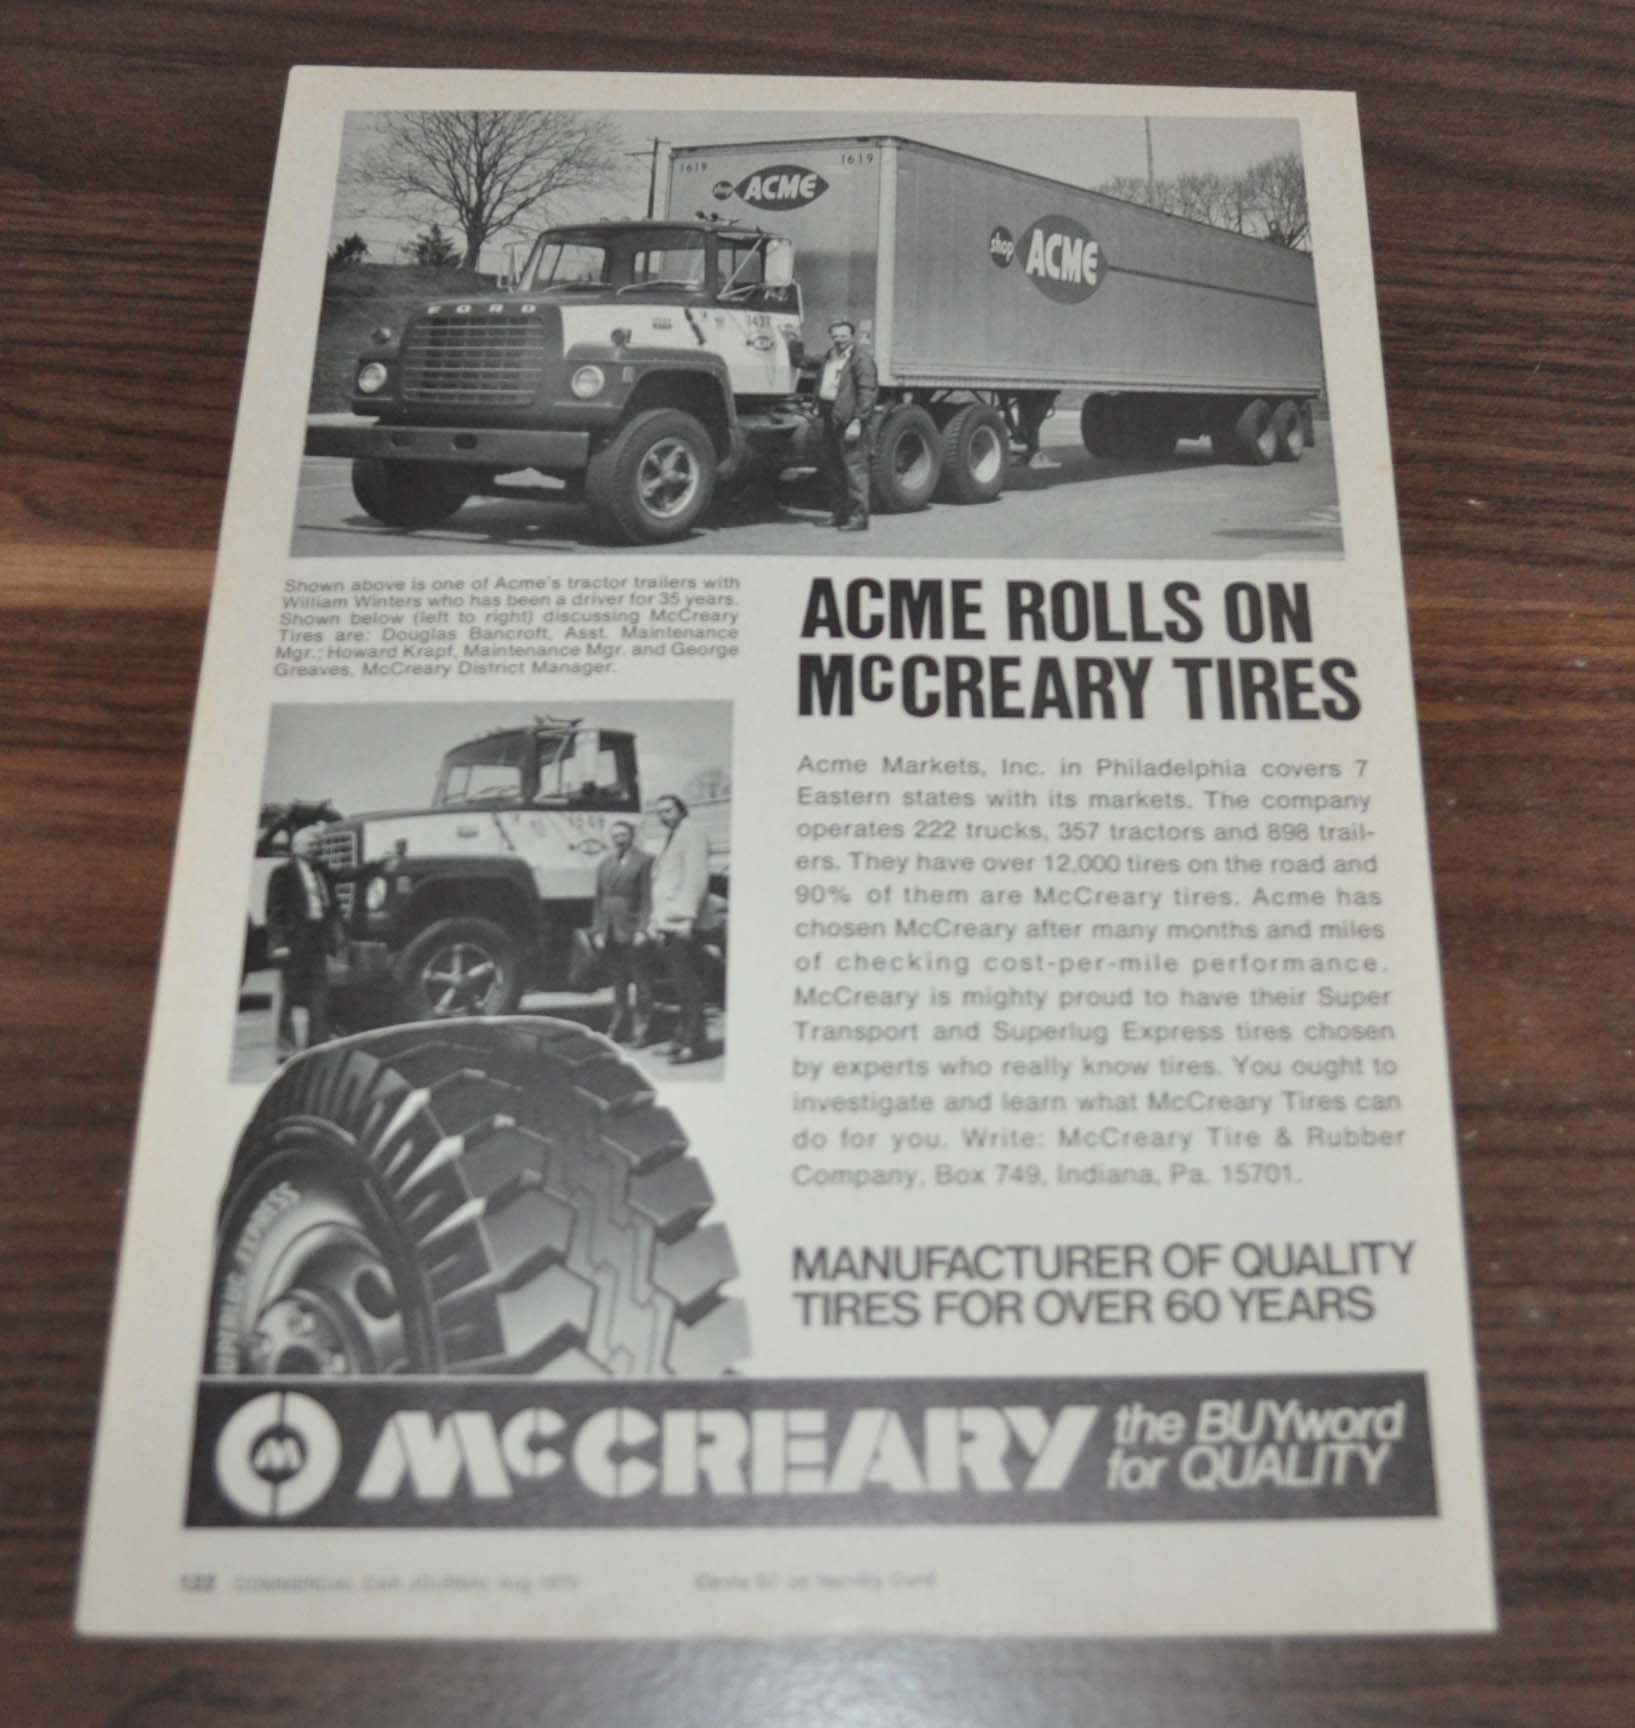 1619
1619
shop ACME
shop ACME
FORD
1431
Shown above is one of Acme's tractor trailers with
William Winters who has been a driver for 35 years.
Shown below (left to right) discussing McCreary
Tires are: Douglas Bancroft, Asst. Maintenance
Mgr.; Howard Krapf, Maintenance Mgr. and George
Greaves, McCreary District Manager.
ACME ROLLS ON
McCREARY TIRES
Acme Markets, Inc. in Philadelphia covers 7
Eastern states with its markets. The company
operates 222 trucks, 357 tractors and 898 trail-
ers. They have over 12,000 tires on the road and
90% of them are McCreary tires. Acme has
chosen McCreary after many months and miles
of checking cost-per-mile performance.
McCreary is mighty proud to have their Super
Transport and Superlug Express tires chosen
by experts who really know tires. You ought to
investigate and learn what McCreary Tires can
do for you. Write: McCreary Tire & Rubber
Company, Box 749, Indiana, Pa. 15701.
SUPERLUG EXPRESS
MANUFACTURER OF QUALITY
TIRES FOR OVER 60 YEARS
M McCREARY the BUYword
for QUALITY
122 COMMERCIAL CAR JOURNAL Aug